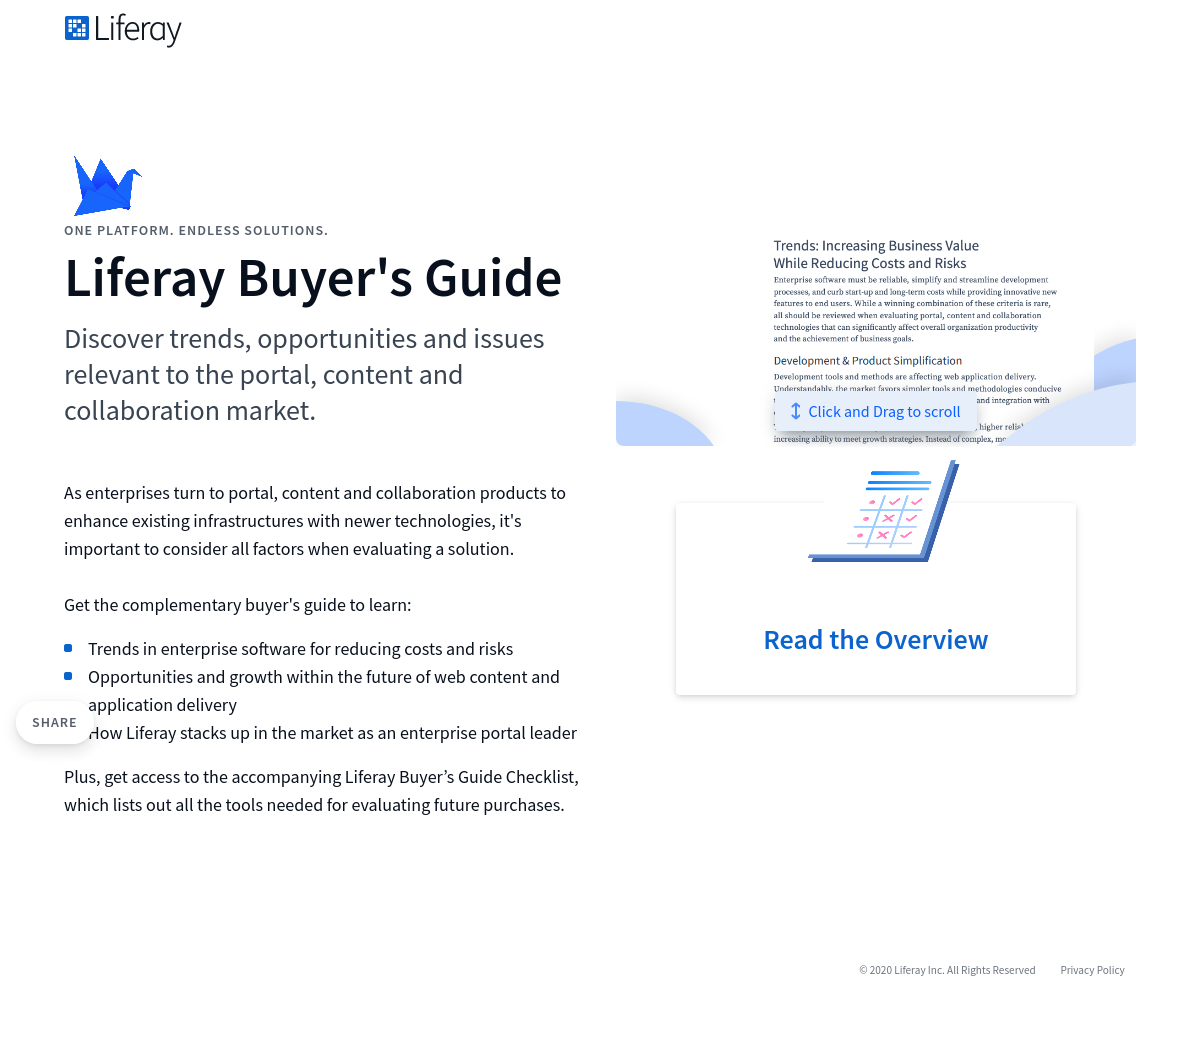 Liferay
ONE PLATFORM. ENDLESS SOLUTIONS.
Liferay Buyer's Guide
Discover trends, opportunities and issues
relevant to the portal, content and
collaboration market.
As enterprises turn to portal, content and collaboration products to
enhance existing infrastructures with newer technologies, it's
important to consider all factors when evaluating a solution.
Get the complementary buyer's guide to learn:
Trends in enterprise software for reducing costs and risks
Opportunities and growth within the future of web content and
application delivery
How Liferay stacks up in the market as an enterprise portal leader
SHARE
Plus, get access to the accompanying Liferay Buyer’s Guide Checklist,
which lists out all the tools needed for evaluating future purchases.
Trends: Increasing Business Value
While Reducing Costs and Risks
Enterprise software must be reliable, simplify and streamline development
processes, and curb start-up and long-term costs while providing innovative new
features to end users. While a winning combination of these criteria is rare,
all should be reviewed when evaluating portal, content and collaboration
technologies that can significantly affect overall organization productivity
and the achievement of business goals.
Development & Product Simplification
Development tools and methods are affecting web application delivery.
Understandably, the market favors simpler tools and methodologies conducive
and integration with
Click and Drag to scroll
higher
increasing ability to meet growth strategies. Instead of complex,
Read the Overview
© 2020 Liferay Inc. All Rights Reserved
Privacy Policy